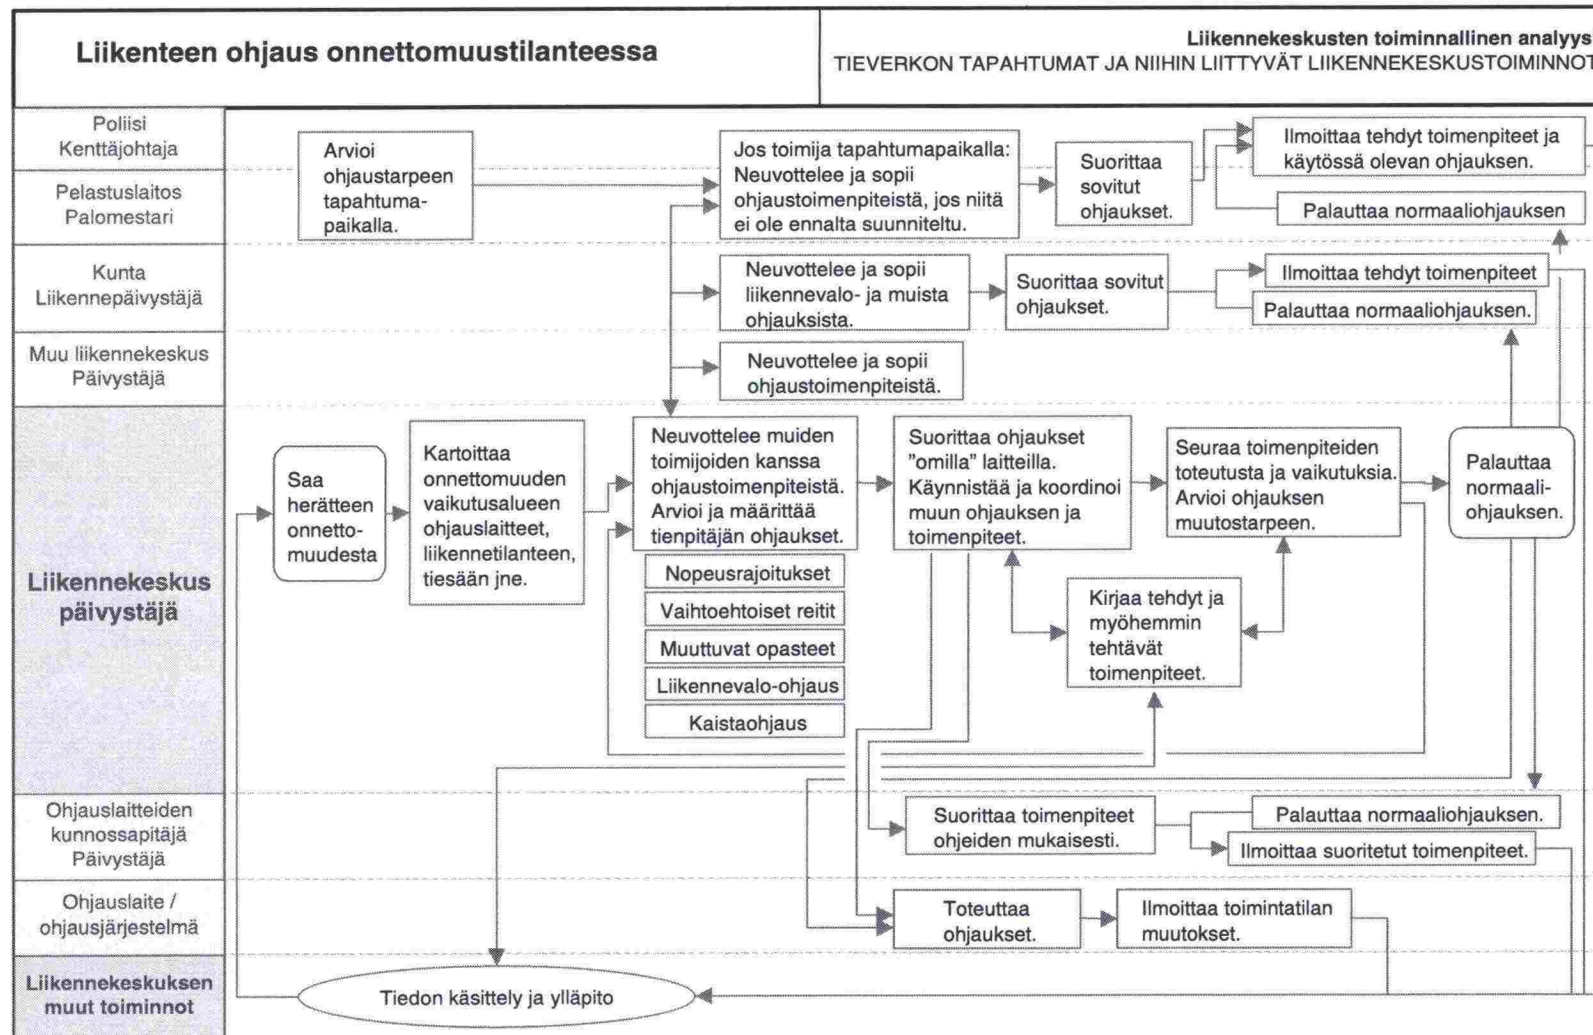 Liikenteen ohjaus onnettomuustilanteessa
Liikennekeskusten toiminnallinen analyys
TIEVERKON TAPAHTUMAT JA NIIHIN LIITTYVÄT LIIKENNEKESKUSTOIMINNOT
Poliisi
Kenttäjohtaja
Pelastuslaitos
Palomestari
Arvioi
ohjaustarpeen
tapahtuma-
paikalla.
Jos toimija tapahtumapaikalla:
Neuvottelee ja sopii
ohjaustoimenpiteistä, jos niitä
ei ole ennalta suunniteltu.
Suorittaa
sovitut
ohjaukset.
Ilmoittaa tehdyt toimenpiteet ja
käytössä olevan ohjauksen.
Palauttaa normaaliohjauksen
Kunta
Liikennepäivystäjä
Neuvottelee ja sopii
liikennevalo- ja muista
ohjauksista.
Suorittaa sovitut
ohjaukset.
Ilmoittaa tehdyt toimenpiteet
Palauttaa normaaliohjauksen.
Muu liikennekeskus
Päivystäjä
Neuvottelee ja sopii
ohjaustoimenpiteistä.
Liikennekeskus
päivystäjä
Saa
herätteen
onnetto-
muudesta
Kartoittaa
onnettomuuden
vaikutusalueen
ohjauslaitteet,
liikennetilanteen,
tiesään jne.
Neuvottelee muiden
toimijoiden kanssa
ohjaustoimenpiteistä.
Arvioi ja määrittää
tienpitäjän ohjaukset.
Nopeusrajoitukset
Vaihtoehtoiset reitit
Muuttuvat opasteet
Liikennevalo-ohjaus
Kaistaohjaus
Suorittaa ohjaukset
"omilla" laitteilla.
Käynnistää ja koordinoi
muun ohjauksen ja
toimenpiteet.
Kirjaa tehdyt ja
myöhemmin
tehtävät
toimenpiteet.
Seuraa toimenpiteiden
toteutusta ja vaikutuksia.
Arvioi ohjauksen
muutostarpeen.
Palauttaa
normaali-
ohjauksen.
Ohjauslaitteiden
kunnossapitäjä
Päivystäjä
Suorittaa toimenpiteet
ohjeiden mukaisesti.
Palauttaa normaaliohjauksen.
Ilmoittaa suoritetut toimenpiteet.
Ohjauslaite /
ohjausjärjestelmä
Toteuttaa
ohjaukset.
Ilmoittaa toimintatilan
muutokset.
Liikennekeskuksen
muut toiminnot
Tiedon käsittely ja ylläpito